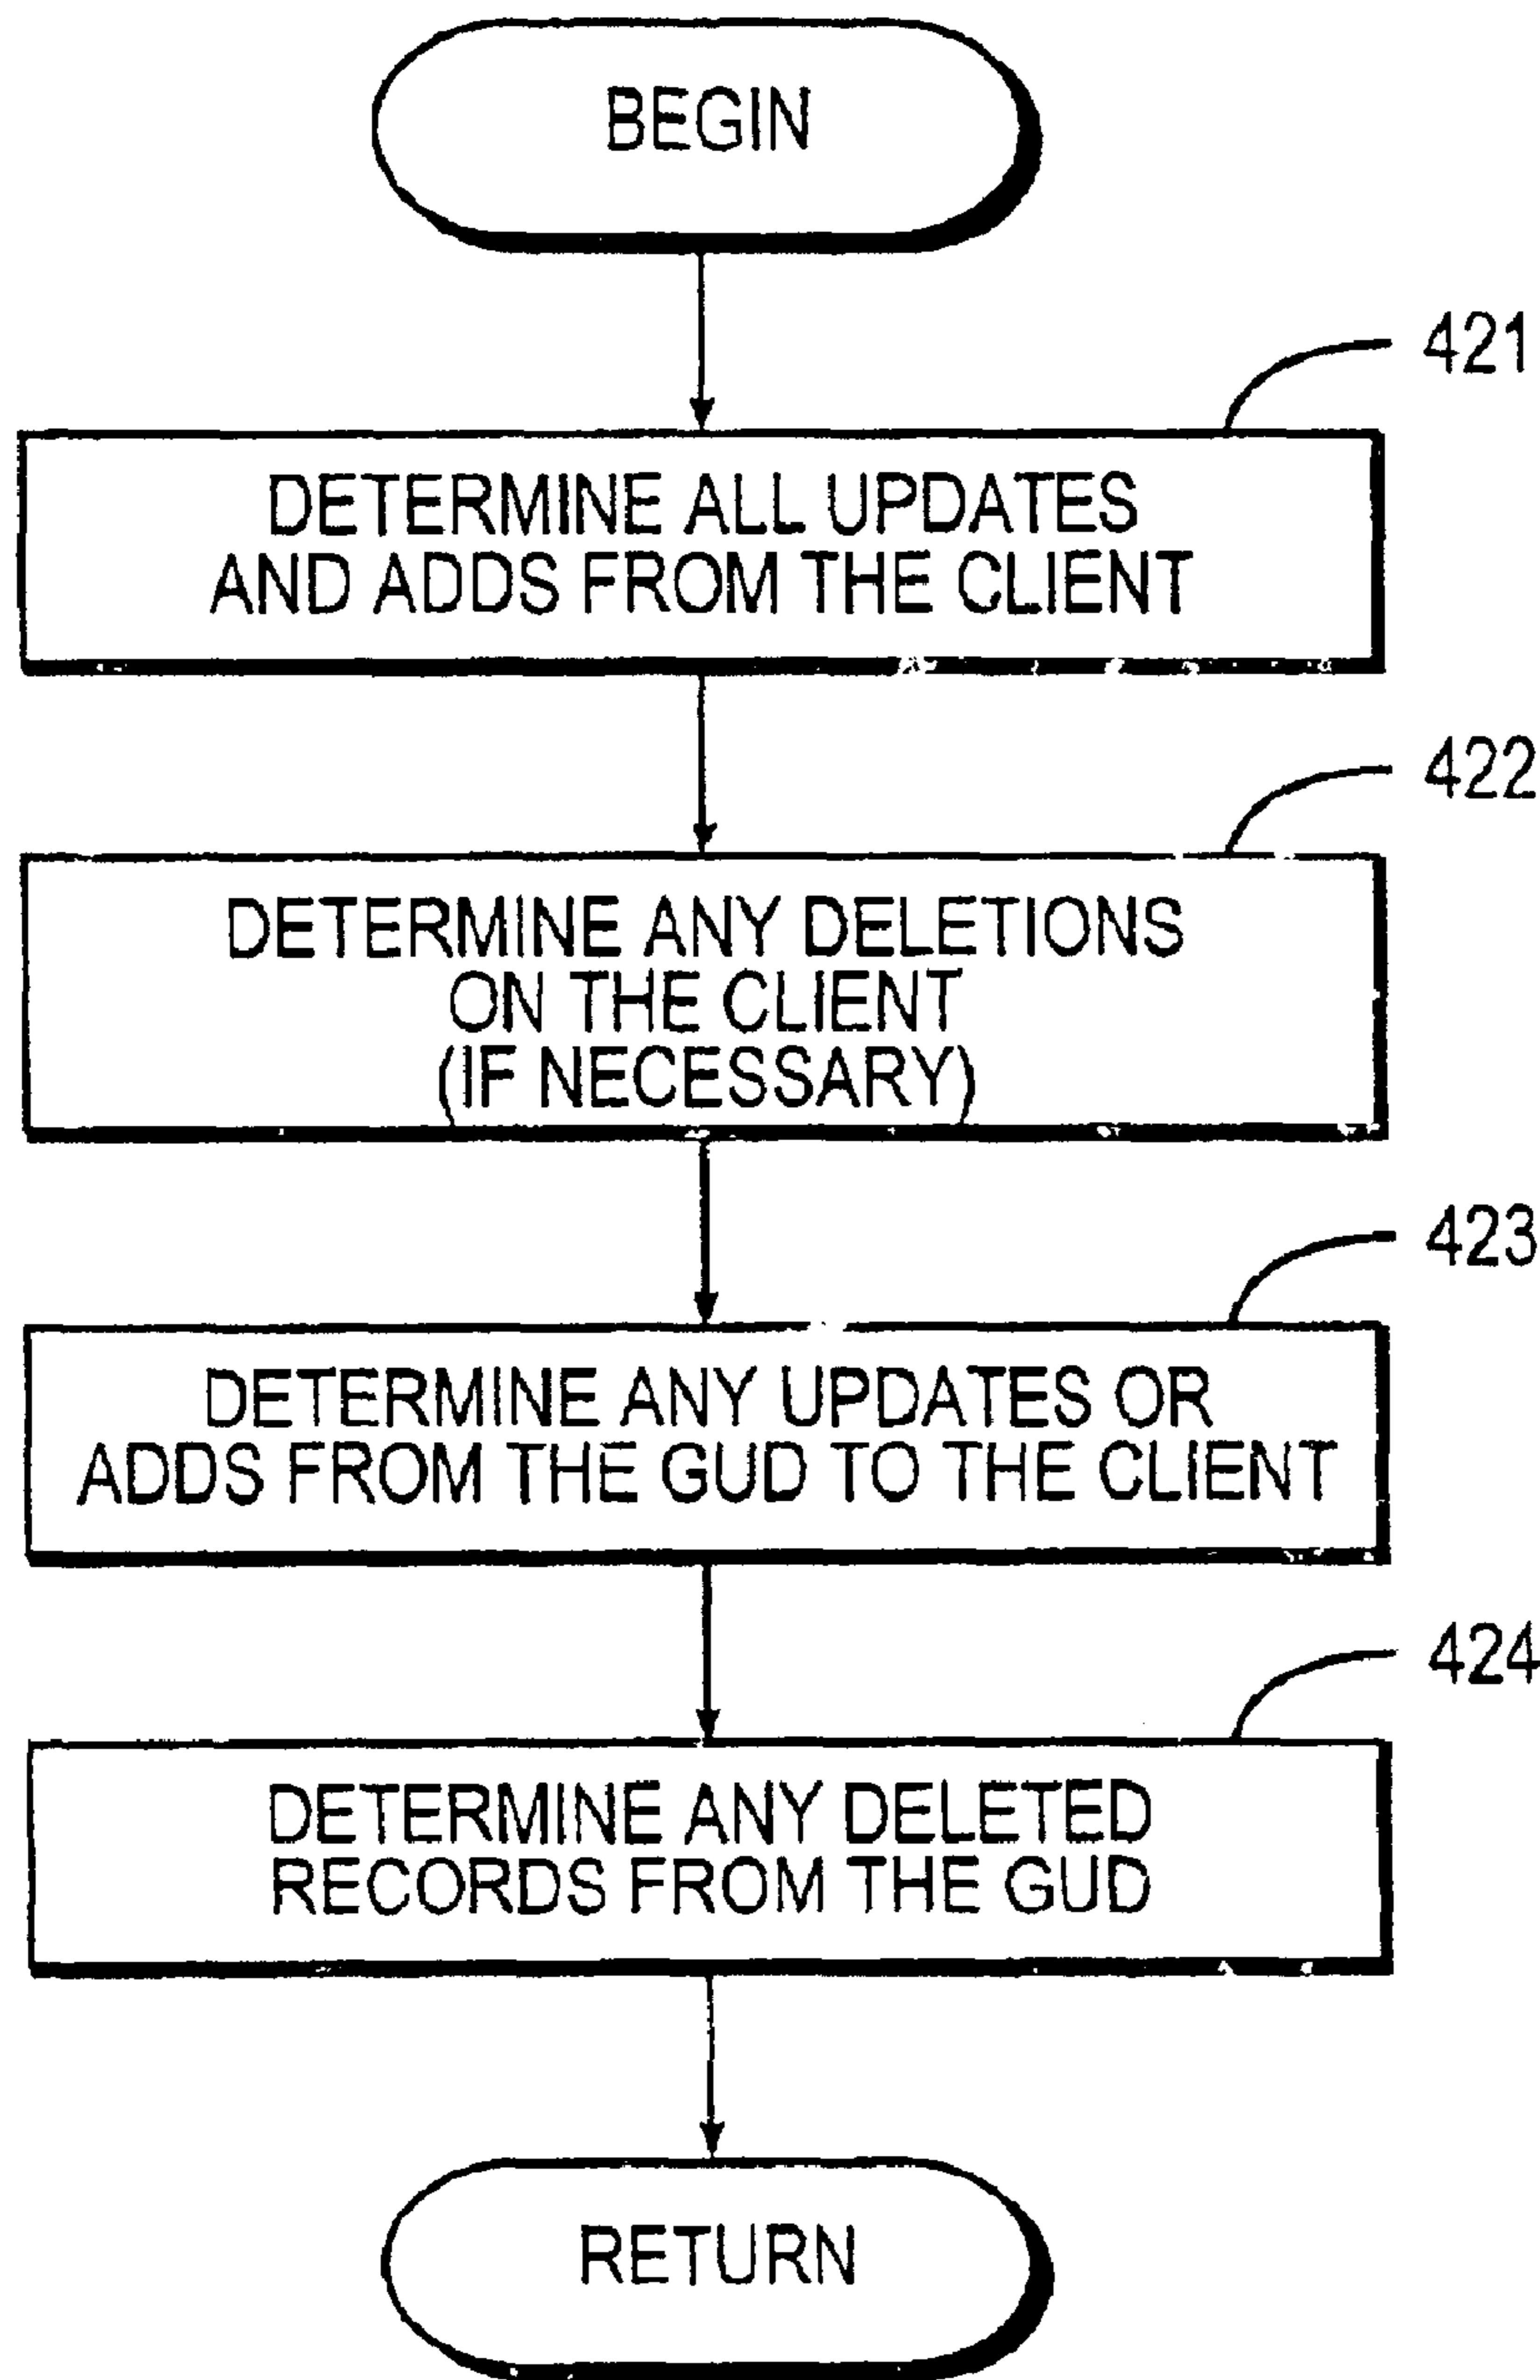 BEGIN
421
DETERMINE ALL UPDATES
AND ADDS FROM THE CLIENT
422
DETERMINE ANY DELETIONS
ON THE CLIENT
(IF NECESSARY)
423
DETERMINE ANY UPDATES OR
ADDS FROM THE GUD TO THE CLIENT
424
DETERMINE ANY DELETED
RECORDS FROM THE GUD
RETURN